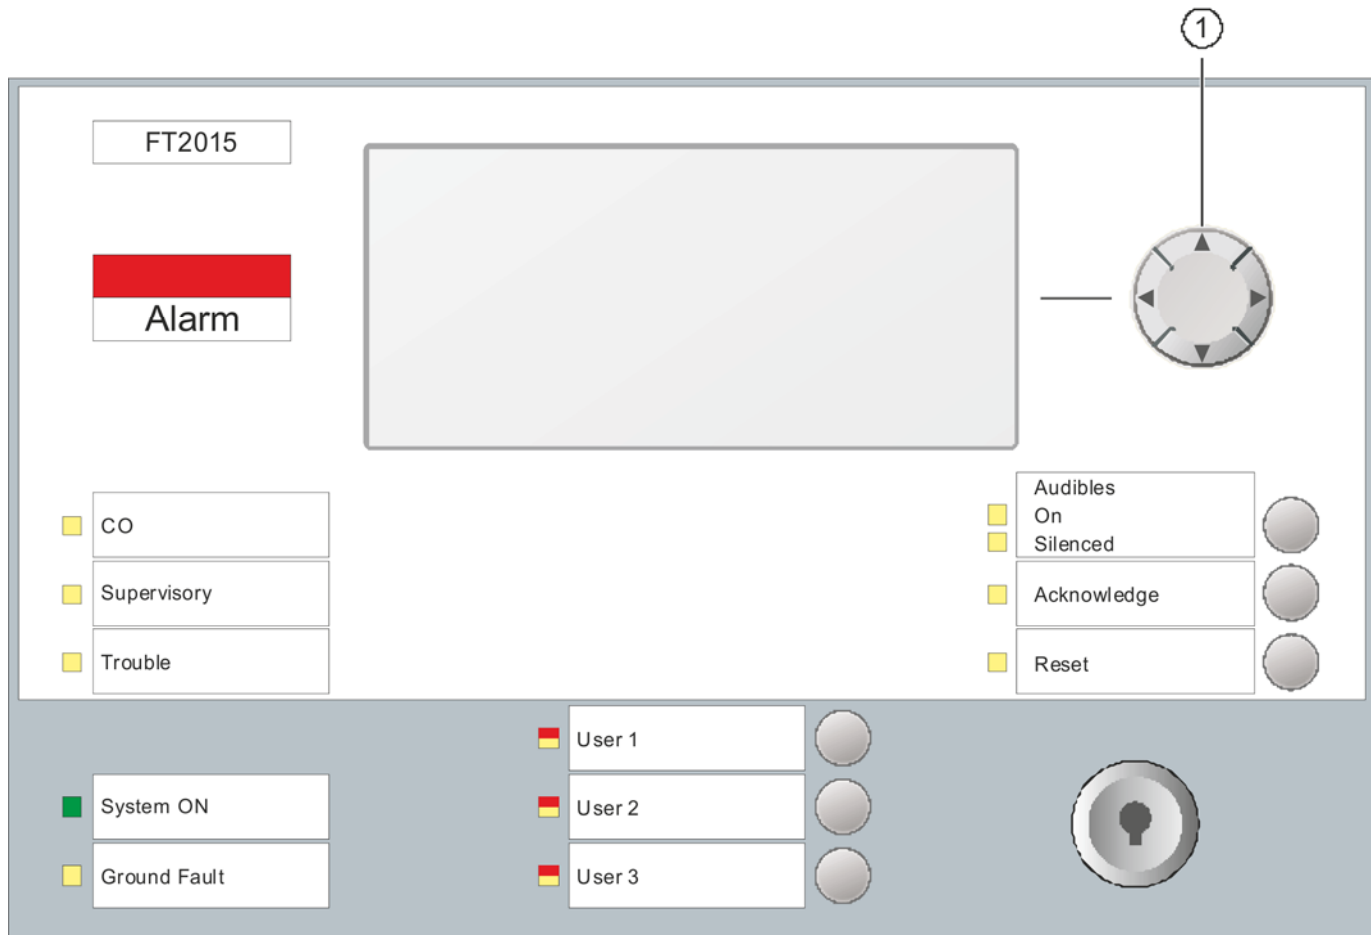 1
FT2015
Alarm
CO
Supervisory
Trouble
Audibles
On
Silenced
Acknowledge
Reset
User 1
User 2
User 3
System ON
Ground Fault